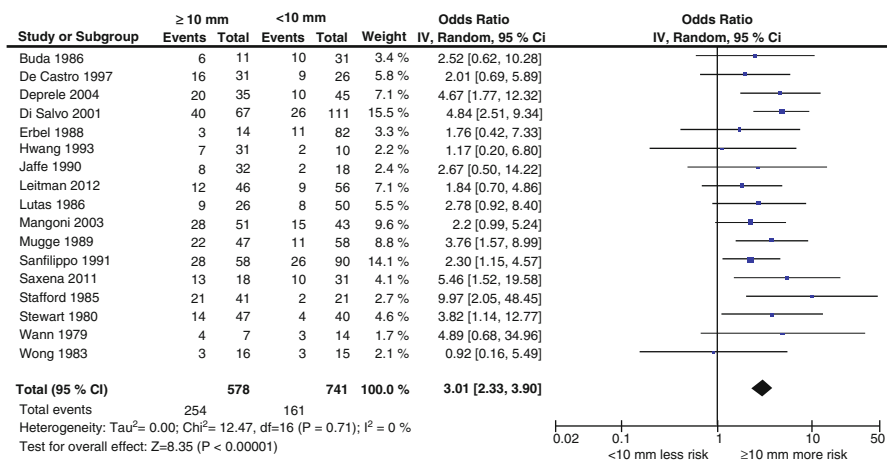 ≥ 10 mm <10 mm Odds Ratio Odds Ratio
Study or Subgroup Events Total Events Total Weight IV, Random, 95 % Ci IV, Random, 95 % Ci
Buda 1986 6 11 10 31 3.4 % 2.52 [0.62, 10.28]
De Castro 1997 16 31 9 26 5.8 % 2.01 [0.69, 5.89]
Deprele 2004 20 35 10 45 7.1 % 4.67 [1.77, 12.32]
Di Salvo 2001 40 67 26 111 15.5 % 4.84 [2.51, 9.34]
Erbel 1988 3 14 11 82 3.3 % 1.76 [0.42, 7.33]
Hwang 1993 7 31 2 10 2.2 % 1.17 [0.20, 6.80]
Jaffe 1990 8 32 2 18 2.4 % 2.67 [0.50, 14.22]
Leitman 2012 12 46 9 56 7.1 % 1.84 [0.70, 4.86]
Lutas 1986 9 26 8 50 5.5 % 2.78 [0.92, 8.40]
Mangoni 2003 28 51 15 43 9.6 % 2.2 [0.99, 5.24]
Mugge 1989 22 47 11 58 8.8 % 3.76 [1.57, 8.99]
Sanfilippo 1991 28 58 26 90 14.1 % 2.30 [1.15, 4.57]
Saxena 2011 13 18 10 31 4.1 % 5.46 [1.52, 19.58]
Stafford 1985 21 41 2 21 2.7 % 9.97 [2.05, 48.45]
Stewart 1980 14 47 4 40 4.6 % 3.82 [1.14, 12.77]
Wann 1979 4 7 3 14 1.7 % 4.89 [0.68, 34.96]
Wong 1983 3 16 3 15 2.1 % 0.92 [0.16, 5.49]
Total (95 % CI) 578 741 100.0 % 3.01 [2.33, 3.90]
Total events 254 161
Heterogeneity: Tau²= 0.00; Chi²= 12.47, df=16 (P = 0.71); I² = 0 %
Test for overall effect: Z=8.35 (P < 0.00001)
0.02 0.1 1 10 50
<10 mm less risk ≥10 mm more risk